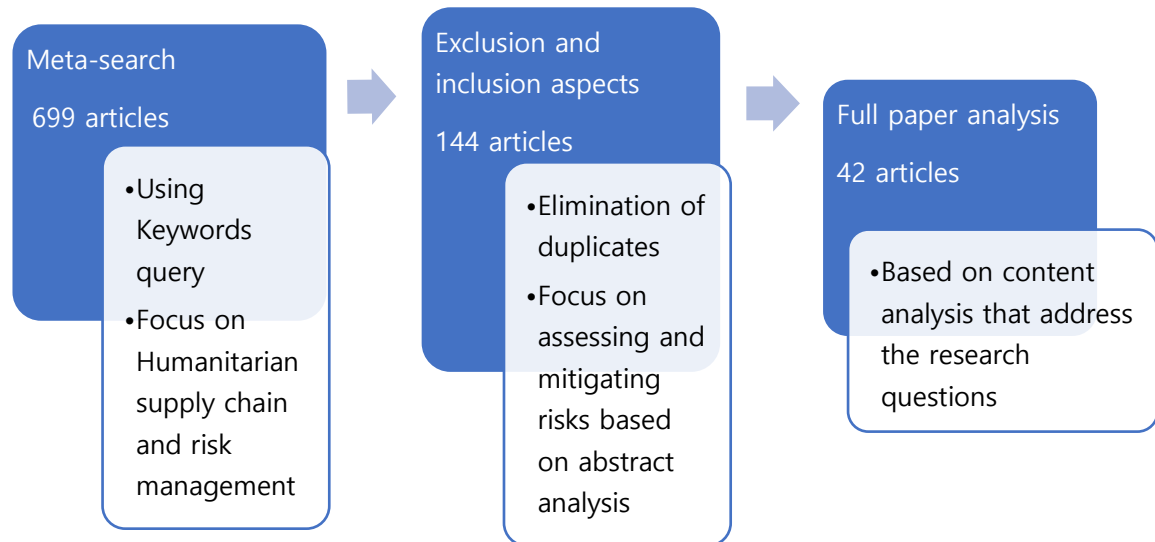 Meta-search
699 articles
•Using
Keywords
query
•Focus on
Humanitarian
supply chain
and risk
management
Exclusion and
inclusion aspects
144 articles
•Elimination of
duplicates
•Focus on
assessing and
mitigating
risks based
on abstract
analysis
Full paper analysis
42 articles
•Based on content
analysis that address
the research
questions